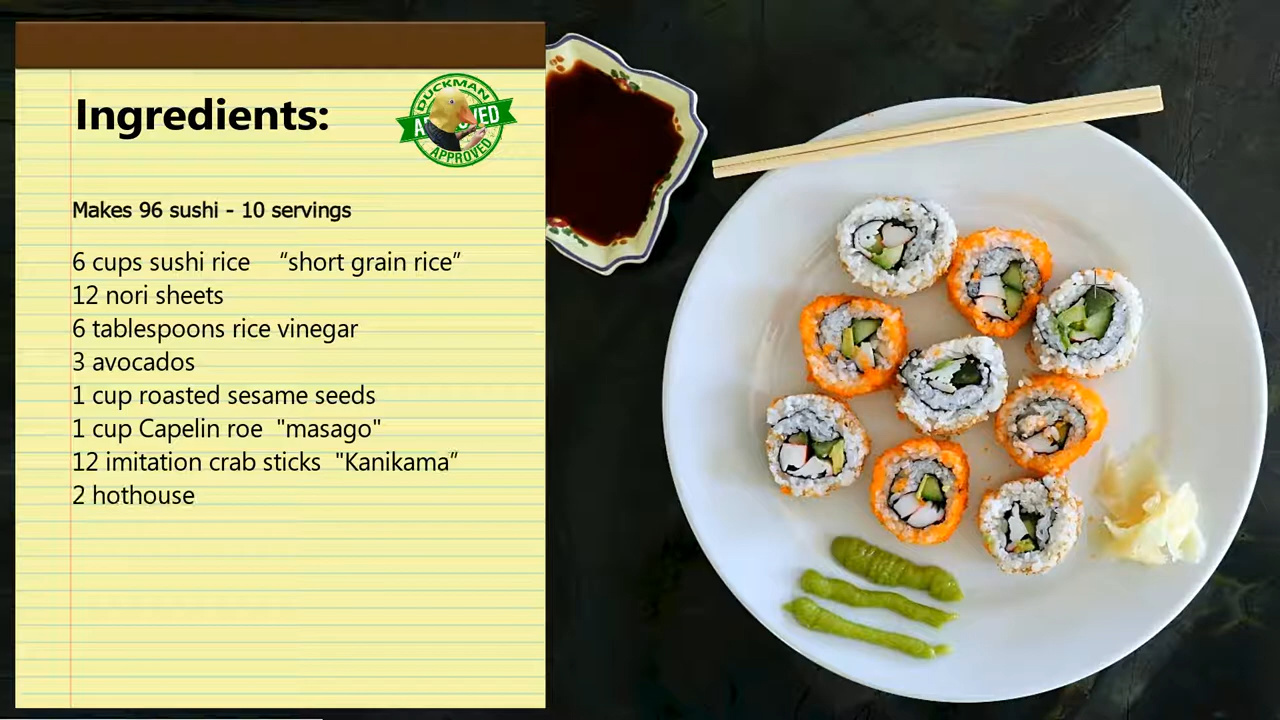 Ingredients:
DUCKMAN
APPROVED
APPROVED
Makes 96 sushi - 10 servings
6 cups sushi rice “short grain rice”
12 nori sheets
6 tablespoons rice vinegar
3 avocados
1 cup roasted sesame seeds
1 cup Capelin roe "masago"
12 imitation crab sticks "Kanikama”
2 hothouse